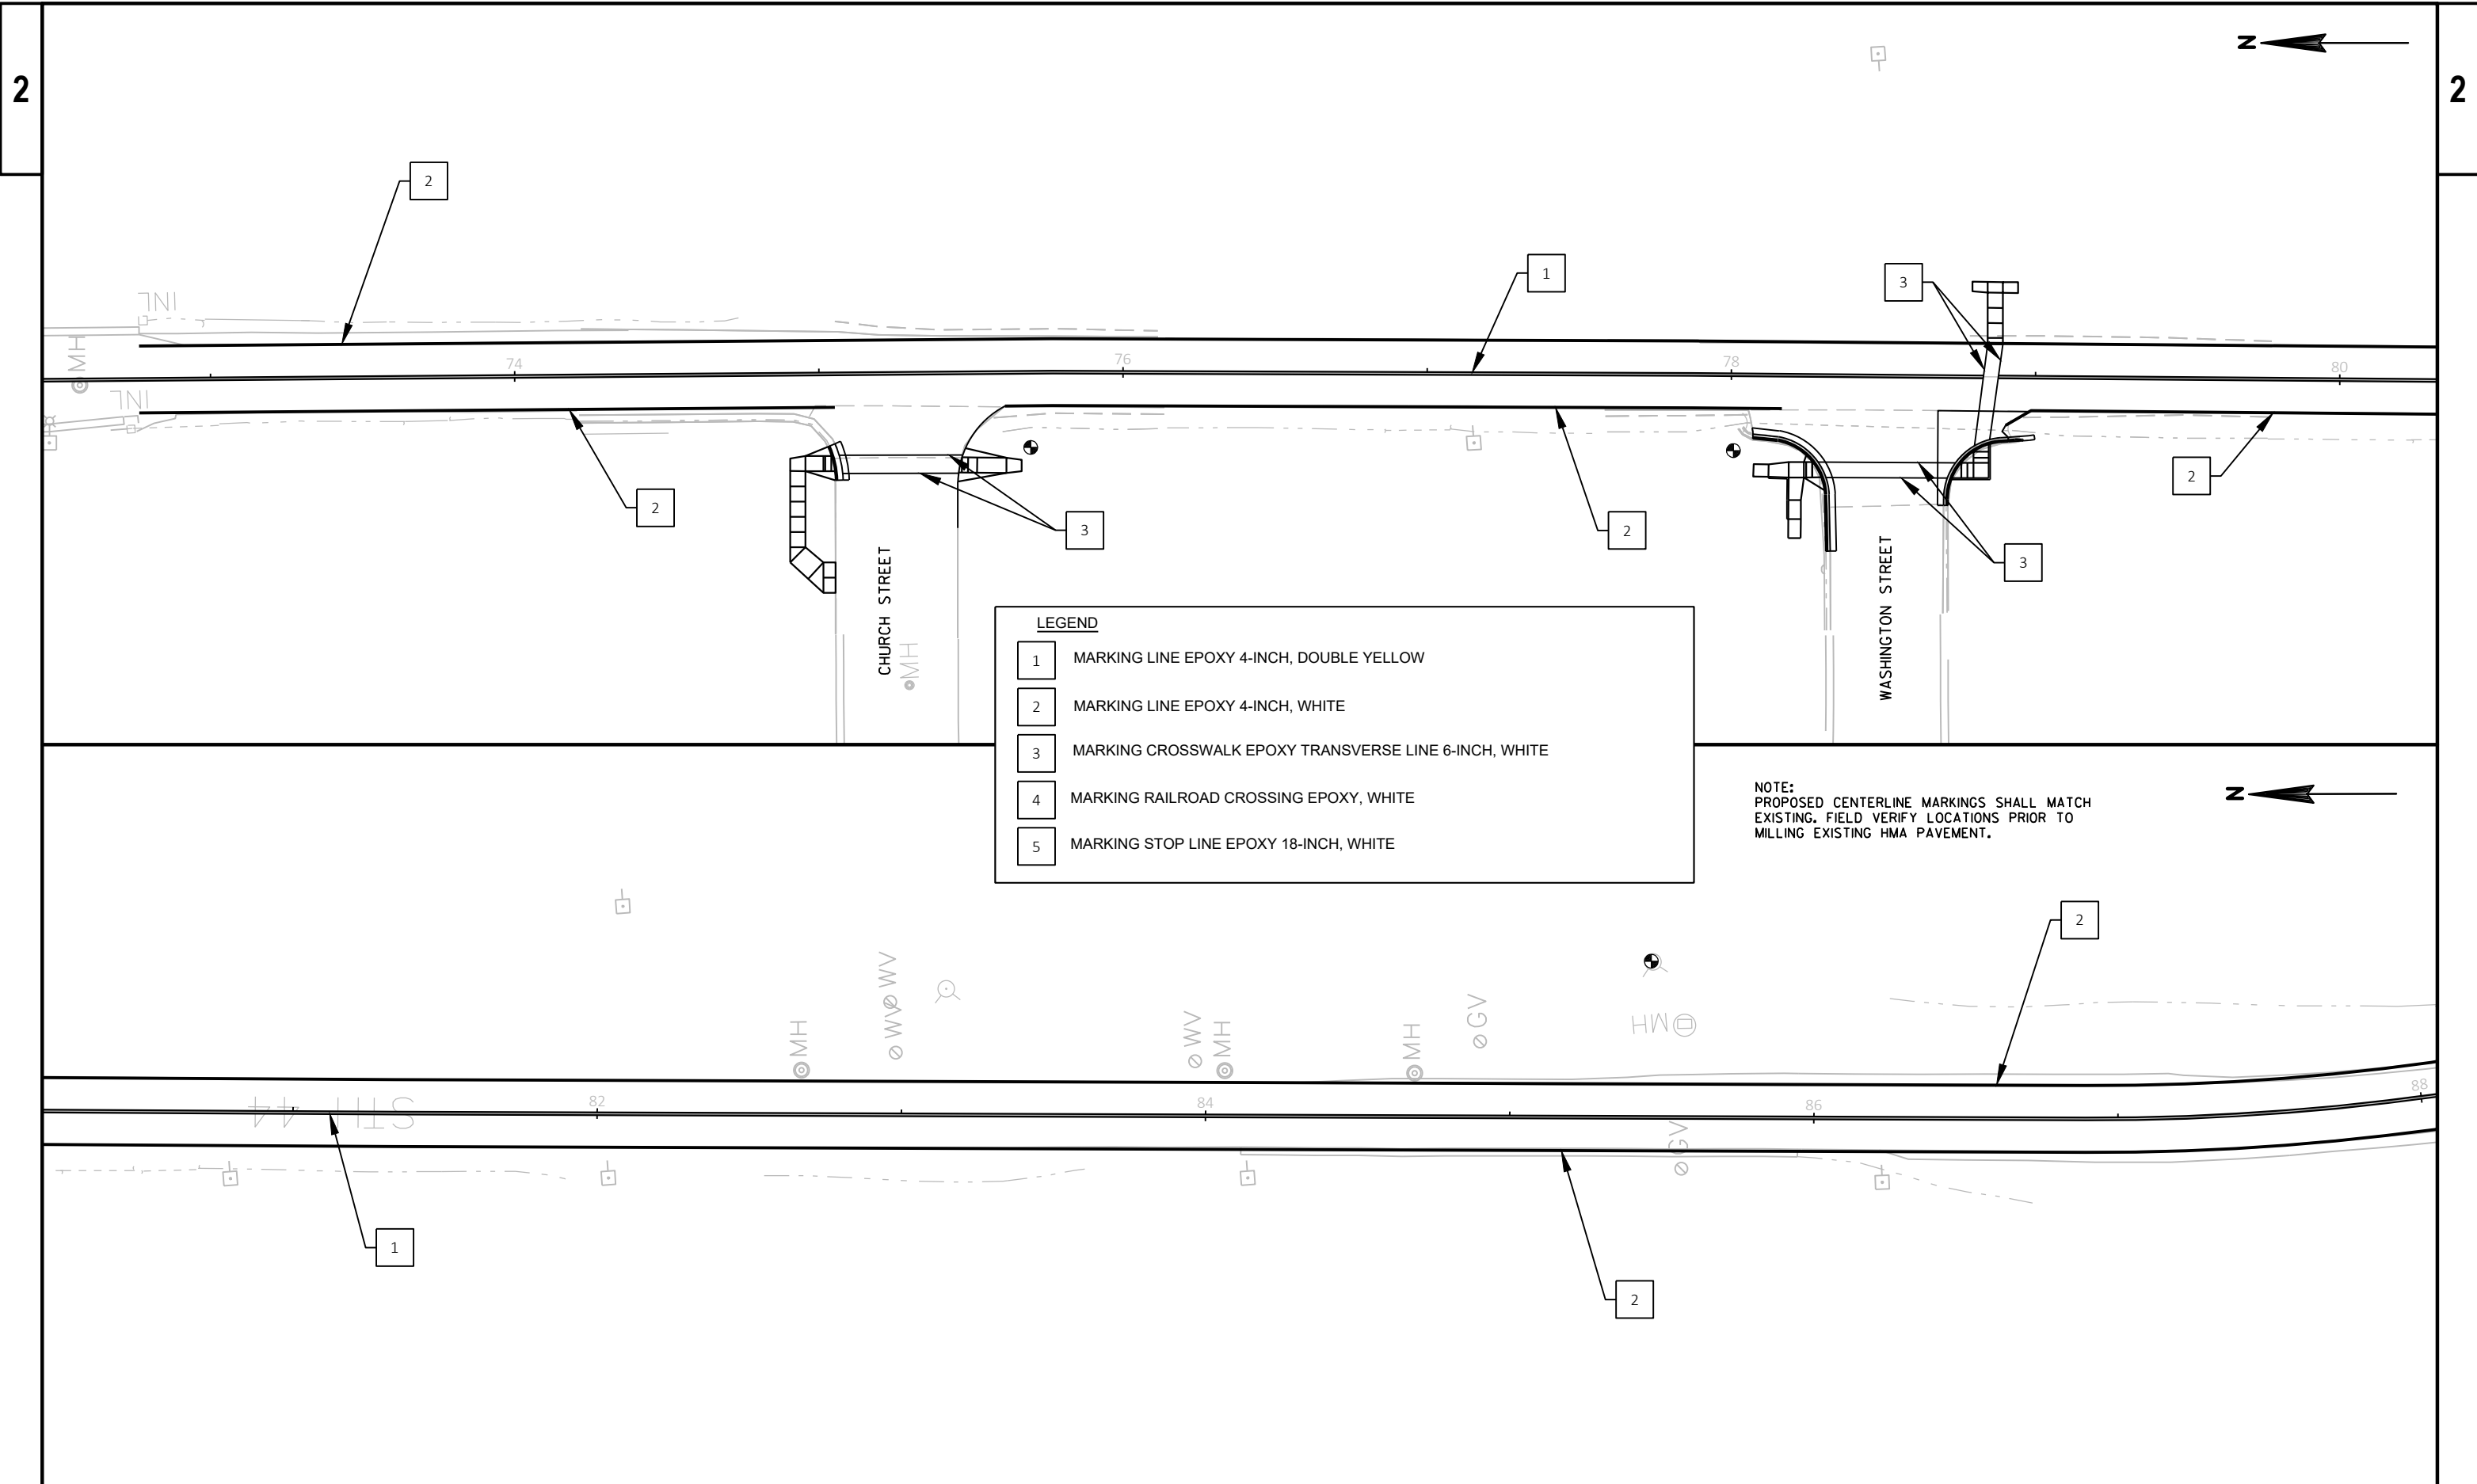 2
2
N
2
1
3
INL
MH
74
76
78
80
INL
2
3
2
3
2
CHURCH STREET
MH
WASHINGTON STREET
LEGEND
1 MARKING LINE EPOXY 4-INCH, DOUBLE YELLOW
2 MARKING LINE EPOXY 4-INCH, WHITE
3 MARKING CROSSWALK EPOXY TRANSVERSE LINE 6-INCH, WHITE
4 MARKING RAILROAD CROSSING EPOXY, WHITE
5 MARKING STOP LINE EPOXY 18-INCH, WHITE
NOTE:
PROPOSED CENTERLINE MARKINGS SHALL MATCH
EXISTING. FIELD VERIFY LOCATIONS PRIOR TO
MILLING EXISTING HMA PAVEMENT.
N
2
WV
WV
MH
WV
MH
MH
GV
MH
STH 44
82
84
86
88
GV
1
2